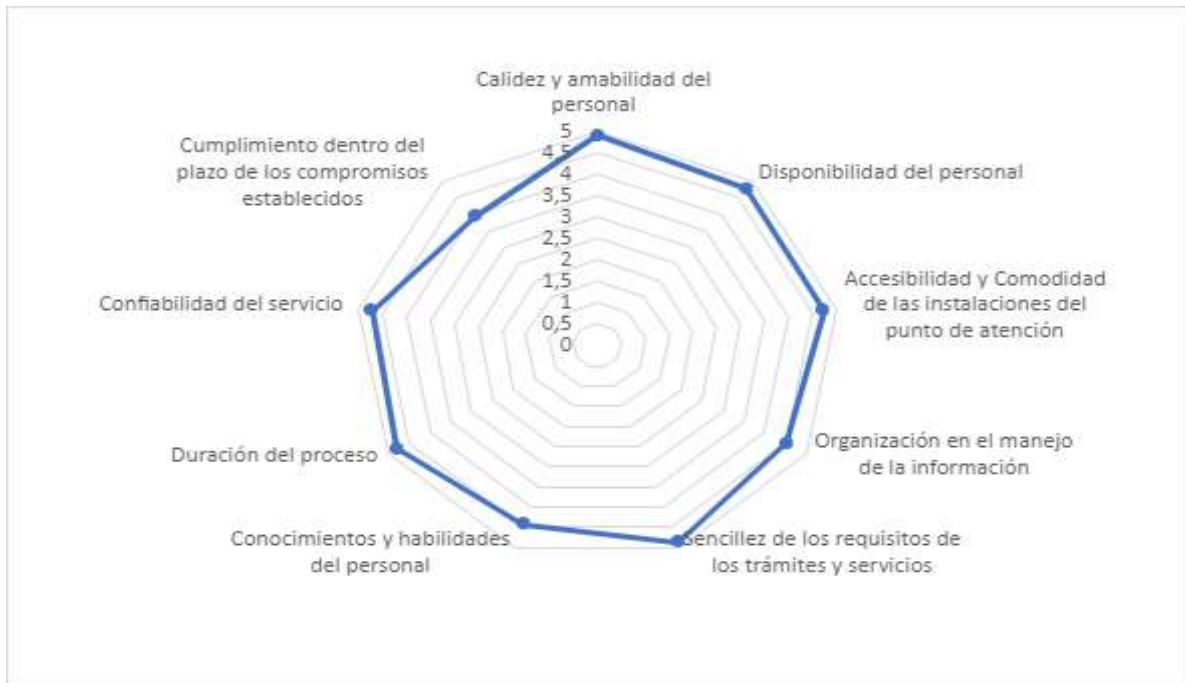 Calidez y amabilidad del
personal
Disponibilidad del personal
Accesibilidad y Comodidad
de las instalaciones del
punto de atención
Organización en el manejo
de la información
Sencillez de los requisitos de
los trámites y servicios
Conocimientos y habilidades
del personal
Duración del proceso
Confiabilidad del servicio
Cumplimiento dentro del
plazo de los compromisos
establecidos
5
4,5
4
3,5
3
2,5
2
1,5
1
0,5
0